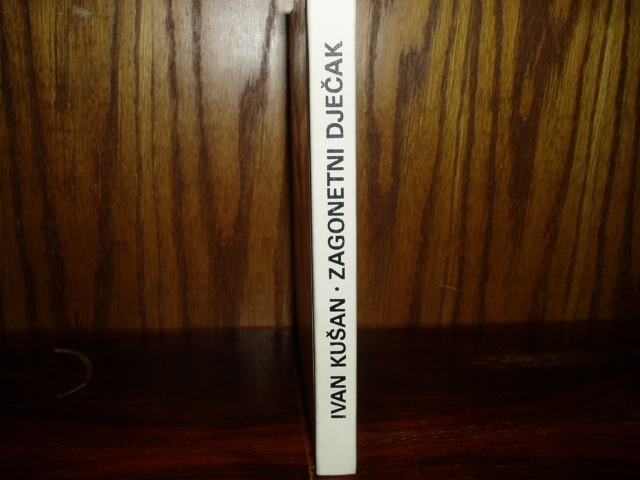 IVAN KUŠAN · ZAGONETNI DJEČAK